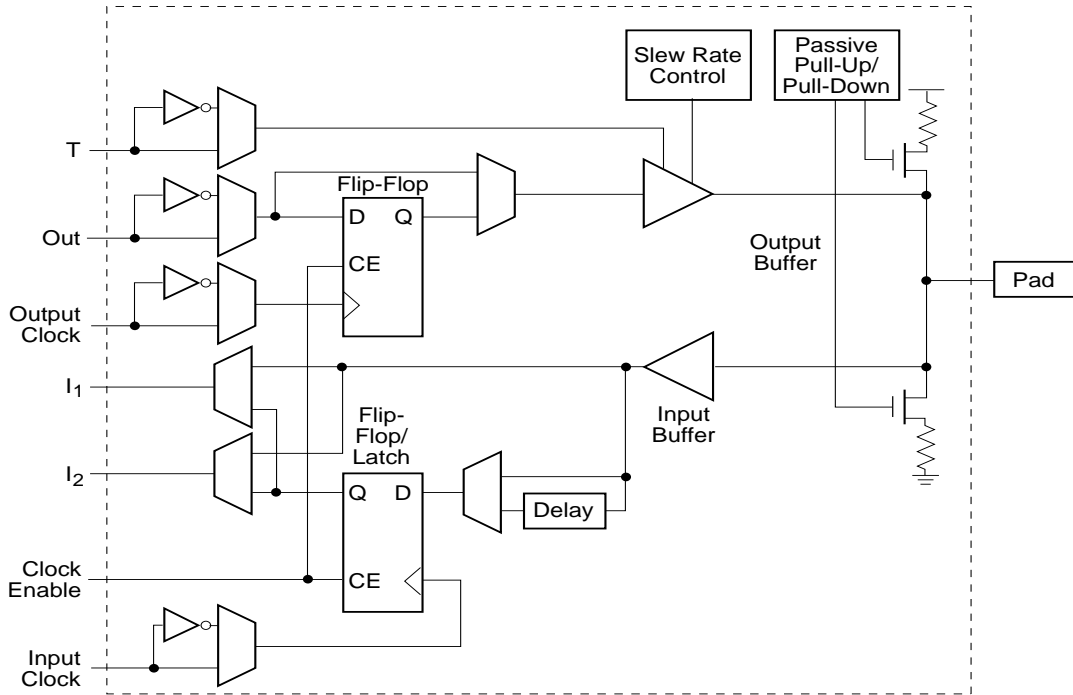 Slew Rate
Control
Passive
Pull-Up/
Pull-Down
T
Flip-Flop
D Q
Out
CE
Output
Buffer
Pad
Output
Clock
I1
Flip-
Flop/
Latch
Input
Buffer
I2
Q D
Delay
Clock
Enable
CE
Input
Clock